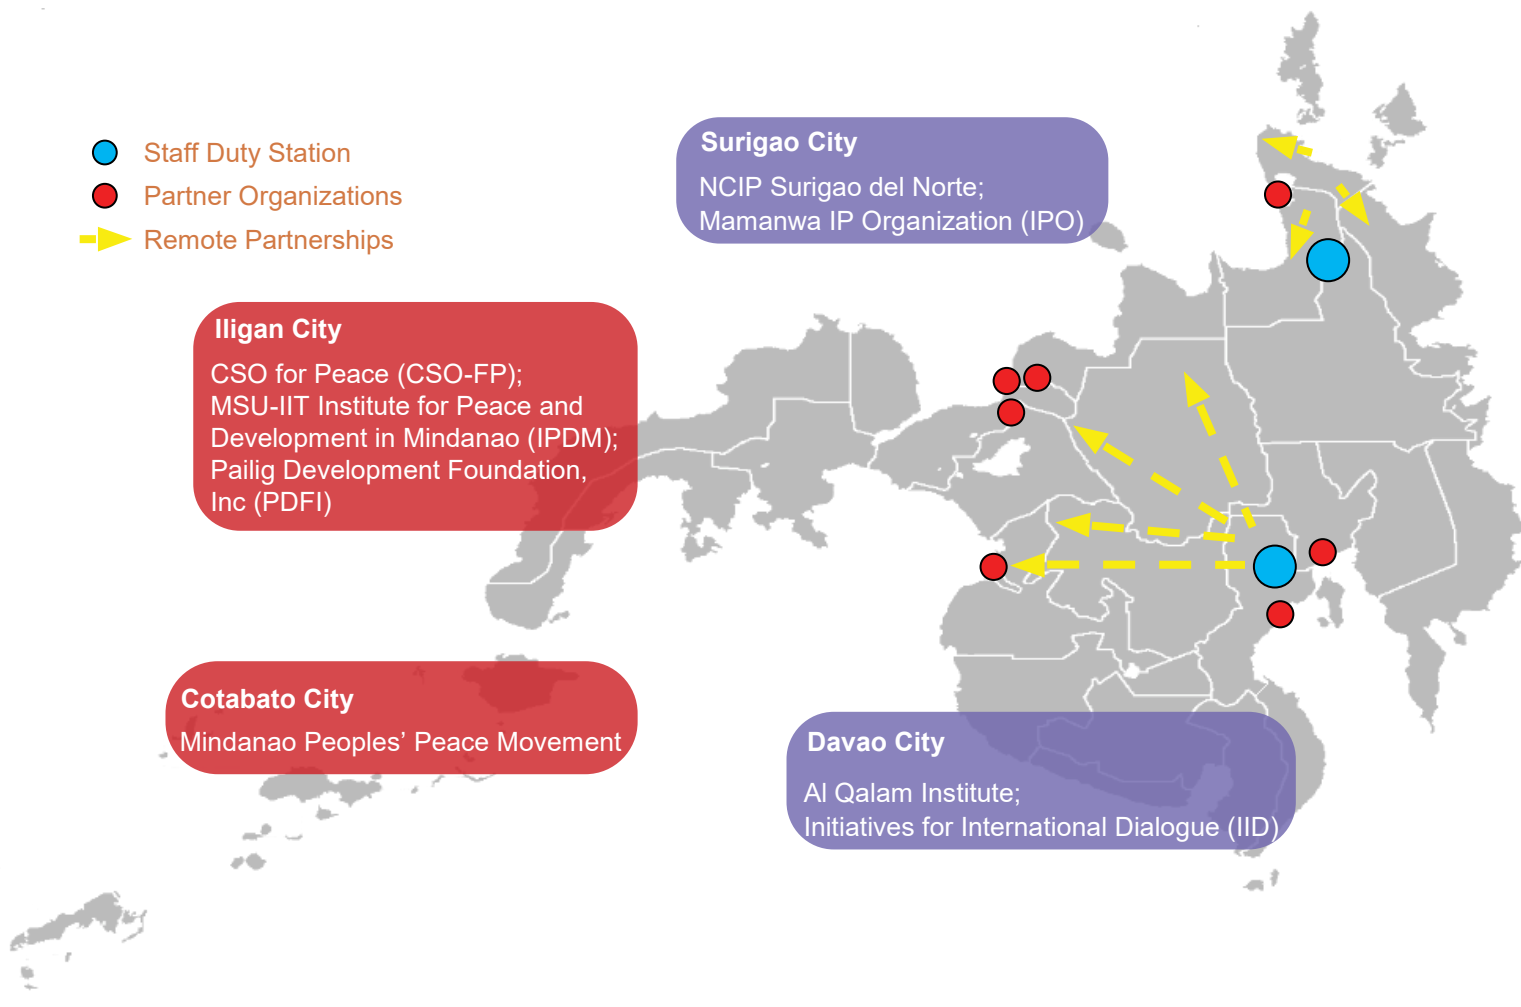 Staff Duty Station
Partner Organizations
Remote Partnerships
Surigao City
NCIP Surigao del Norte;
Mamanwa IP Organization (IPO)
Iligan City
CSO for Peace (CSO-FP);
MSU-IIT Institute for Peace and
Development in Mindanao (IPDM);
Pailig Development Foundation,
Inc (PDFI)
Cotabato City
Mindanao Peoples’ Peace Movement
Davao City
Al Qalam Institute;
Initiatives for International Dialogue (IID)